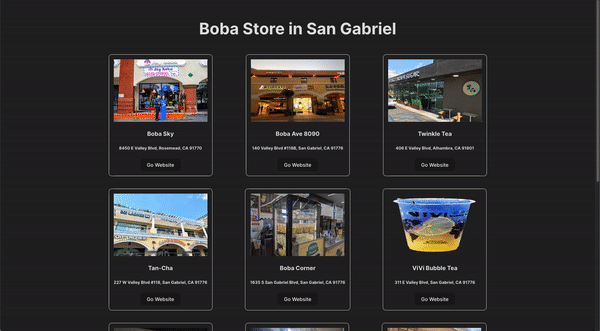 Boba Store in San Gabriel
Boba Sky
8450 E Valley Blvd, Rosemead, CA 91770
Go Website
Boba Ave 8090
140 Valley Blvd #118B, San Gabriel, CA 91776
Go Website
Twinkle Tea
406 E Valley Blvd, Alhambra, CA 91801
Go Website
Tan-Cha
227 W Valley Blvd #118, San Gabriel, CA 91776
Go Website
Boba Corner
1635 S San Gabriel Blvd, San Gabriel, CA 91776
Go Website
ViVi Bubble Tea
311 E Valley Blvd, San Gabriel, CA 91776
Go Website